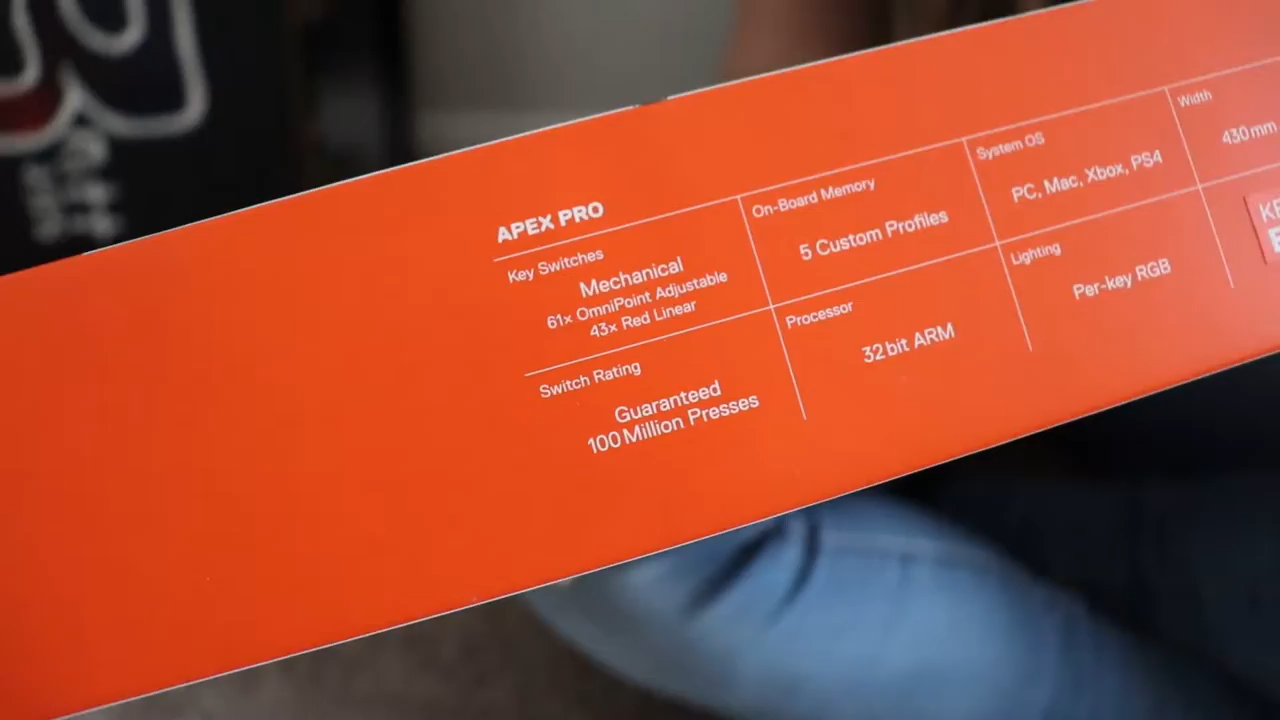 APEX PRO
Key Switches
Mechanical
61x OmniPoint Adjustable
43x Red Linear
On-Board Memory
5 Custom Profiles
System OS
PC, Mac, Xbox, PS4
Width
430 mm
Switch Rating
Guaranteed
100 Million Presses
Processor
32 bit ARM
Lighting
Per-key RGB